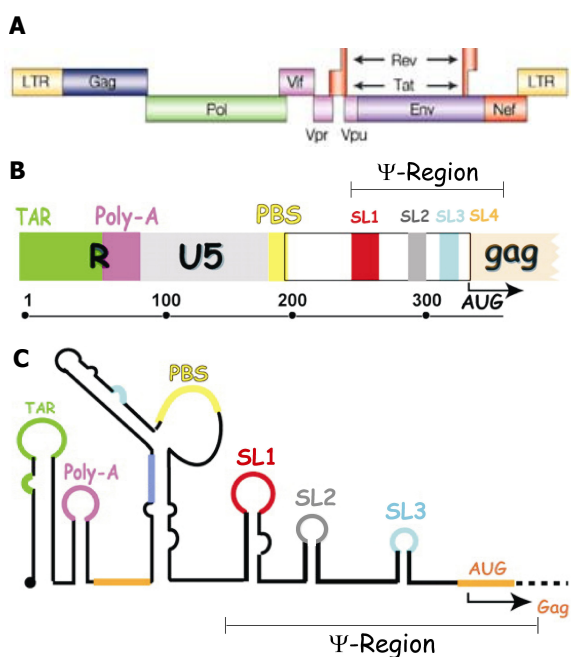 A
LTR Gag Vif Rev LTR
Tat
Pol Env Nef
Vpr Vpu
B
Ψ-Region
TAR Poly-A PBS SL1 SL2 SL3 SL4
R U5 gag
AUG
1 100 200 300
C
PBS
TAR
Poly-A
SL1
SL2
SL3
AUG
Gag
Ψ-Region